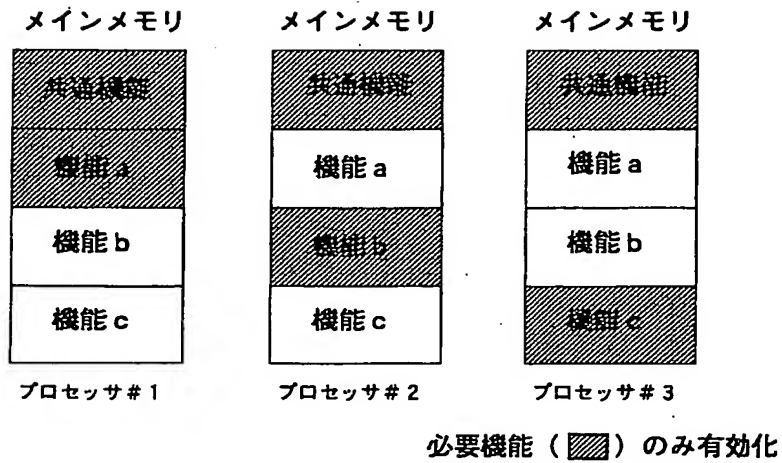 メインメモリ
共通機能
機能a
機能b
機能c
プロセッサ#1
メインメモリ
共通機能
機能a
機能b
機能c
プロセッサ#2
メインメモリ
共通機能
機能a
機能b
機能c
プロセッサ#3
必要機能()のみ有効化